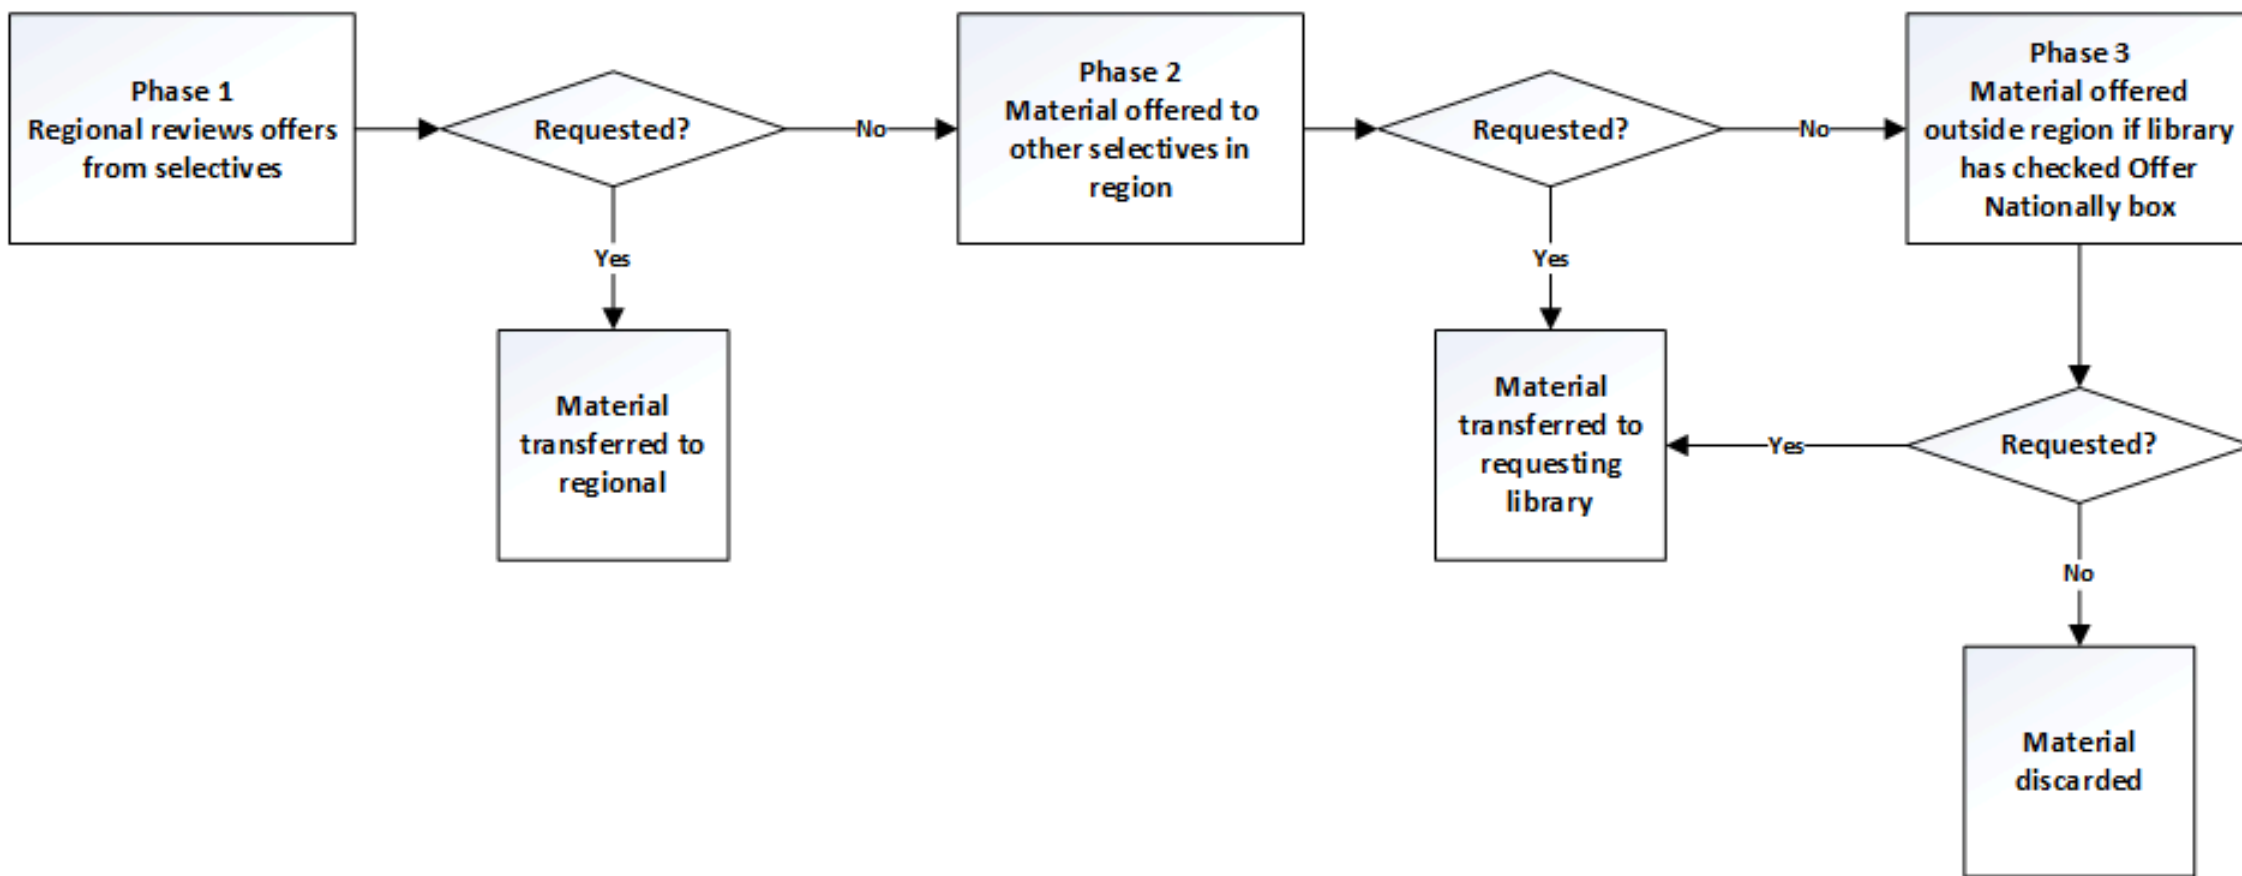 Phase 1
Regional reviews offers
from selectives
Requested?
No
Phase 2
Material offered to
other selectives in
region
Requested?
No
Phase 3
Material offered
outside region if library
has checked Offer
Nationally box
Yes
Material
transferred to
regional
Yes
Material
transferred to
requesting
library
Yes
Requested?
No
Material
discarded